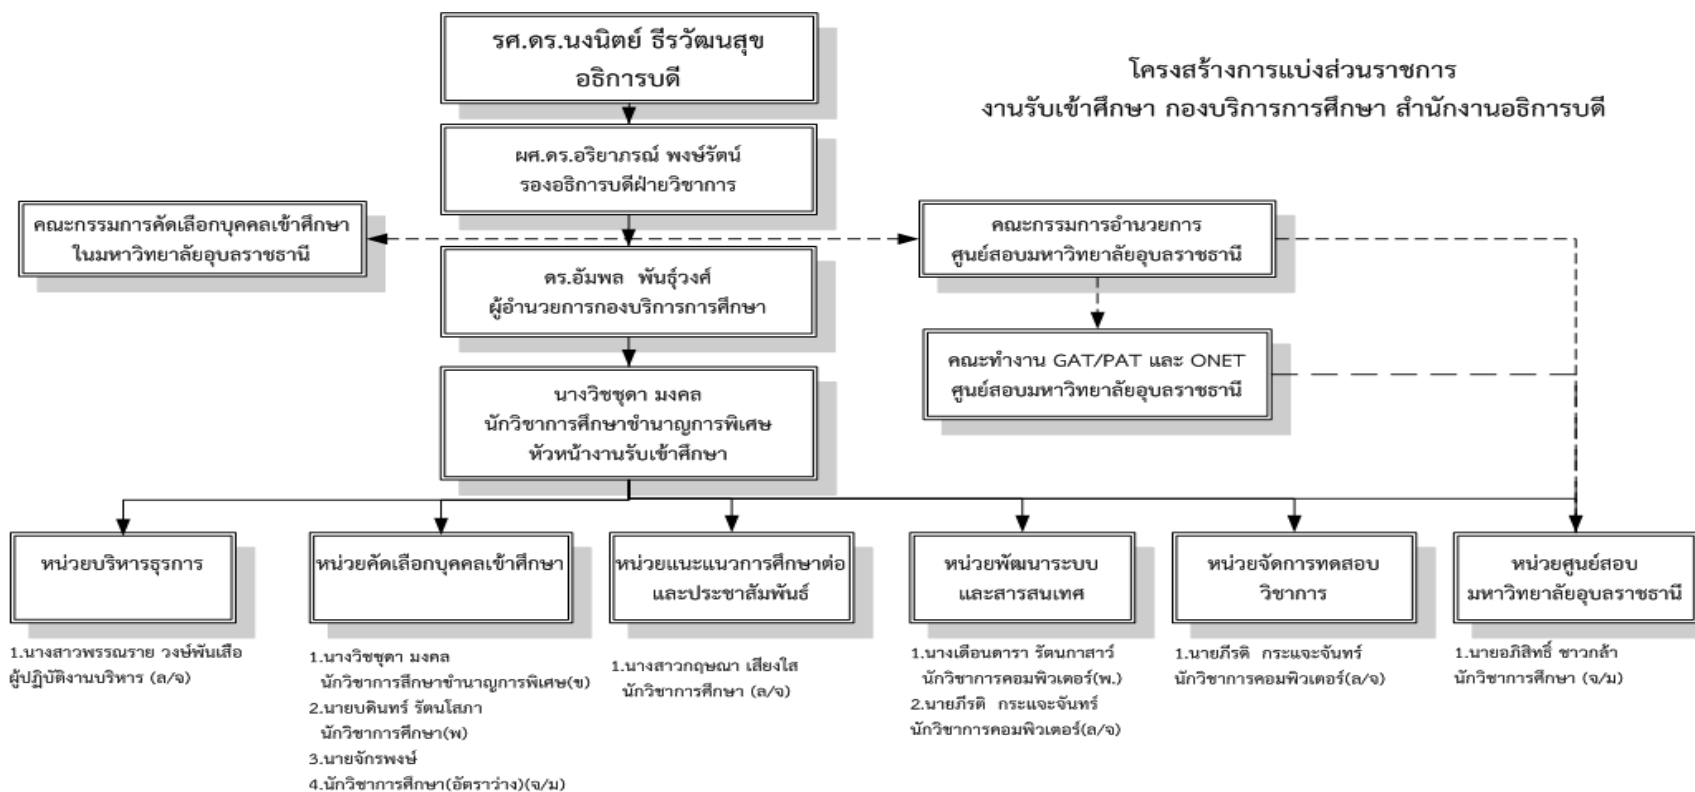 รศ.ดร.นงนิตย์ ธีรวัฒนสุข
อธิการบดี
โครงสร้างการแบ่งส่วนราชการ
งานรับเข้าศึกษา กองบริการการศึกษา สำนักงานอธิการบดี
ผศ.ดร.อริยาภรณ์ พงษ์รัตน์
รองอธิการบดีฝ่ายวิชาการ
คณะกรรมการคัดเลือกบุคคลเข้าศึกษา
ในมหาวิทยาลัยอุบลราชธานี
คณะกรรมการอำนวยการ
ศูนย์สอบมหาวิทยาลัยอุบลราชธานี
ดร.อัมพล พันธุ์วงศ์
ผู้อำนวยการกองบริการการศึกษา
คณะทำงาน GAT/PAT และ ONET
ศูนย์สอบมหาวิทยาลัยอุบลราชธานี
นางวิชชุดา มงคล
นักวิชาการศึกษาชำนาญการพิเศษ
หัวหน้างานรับเข้าศึกษา
หน่วยบริหารธุรการ
1.นางสาวพรรณราย วงษ์พันเสือ
ผู้ปฏิบัติงานบริหาร (ล/จ)
หน่วยคัดเลือกบุคคลเข้าศึกษา
1.นางวิชชุดา มงคล
นักวิชาการสึกษาชำนาญการพิเศษ(ข)
2.นายบดินทร์ รัตนโสภา
นักวิชาการศึกษา(พ)
3.นายจักรพงษ์
4.นักวิชาการศึกษา(อัตราว่าง)(จ/ม)
หน่วยแนะแนวการศึกษาต่อ
และประชาสัมพันธ์
1.นางสาวกฤษณา เสียงใส
นักวิชาการศึกษา (ล/จ)
หน่วยพัฒนาระบบ
และสารสนเทศ
1.นางเดือนดารา รัตนกาสาว์
นักวิชาการคอมพิวเตอร์(พ.)
2.นายภีรติ กระแจะจันทร์
นักวิชาการคอมพิวเตอร์(ล/จ)
หน่วยจัดการทดสอบ
วิชาการ
1.นายภีรติ กระแจะจันทร์
นักวิชาการคอมพิวเตอร์(ล/จ)
หน่วยศูนย์สอบ
มหาวิทยาลัยอุบลราชธานี
1.นายอภิสิทธิ์ ชาวกล้า
นักวิชาการศึกษา (จ/ม)